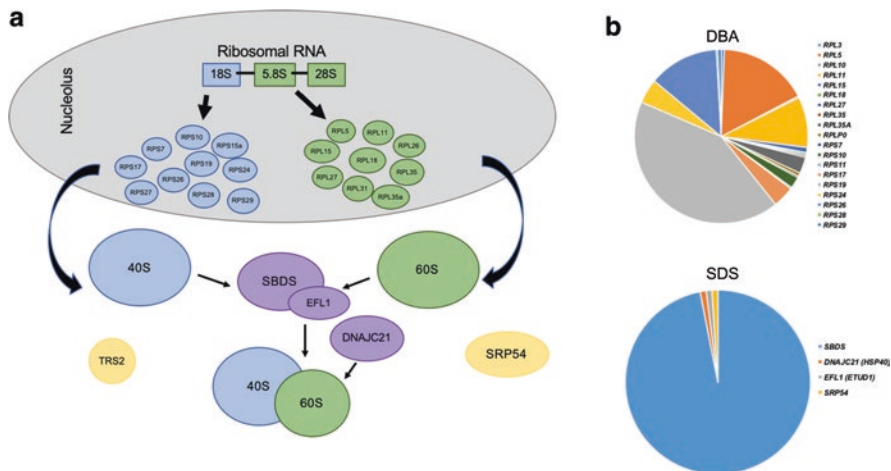 a
Ribosomal RNA
18S 5.8S 28S
Nucleolus
RPS10
RPS7
RPS15a
RPS17
RPS19
RPS24
RPS26
RPS27
RPS28
RPS29
RPL5
RPL11
RPL15
RPL26
RPL18
RPL27
RPL35
RPL31
RPL35a
40S
SBDS
EFL1
60S
DNAJC21
TRS2
SRP54
40S
60S
b
DBA
RPL3
RPL5
RPL10
RPL11
RPL15
RPL18
RPL27
RPL35
RPL35A
RPLP0
RPS7
RPS10
RPS11
RPS17
RPS19
RPS24
RPS26
RPS28
RPS29
SDS
SBDS
DNAJC21 (HSP40)
EFL1 (ETUD1)
SRP54